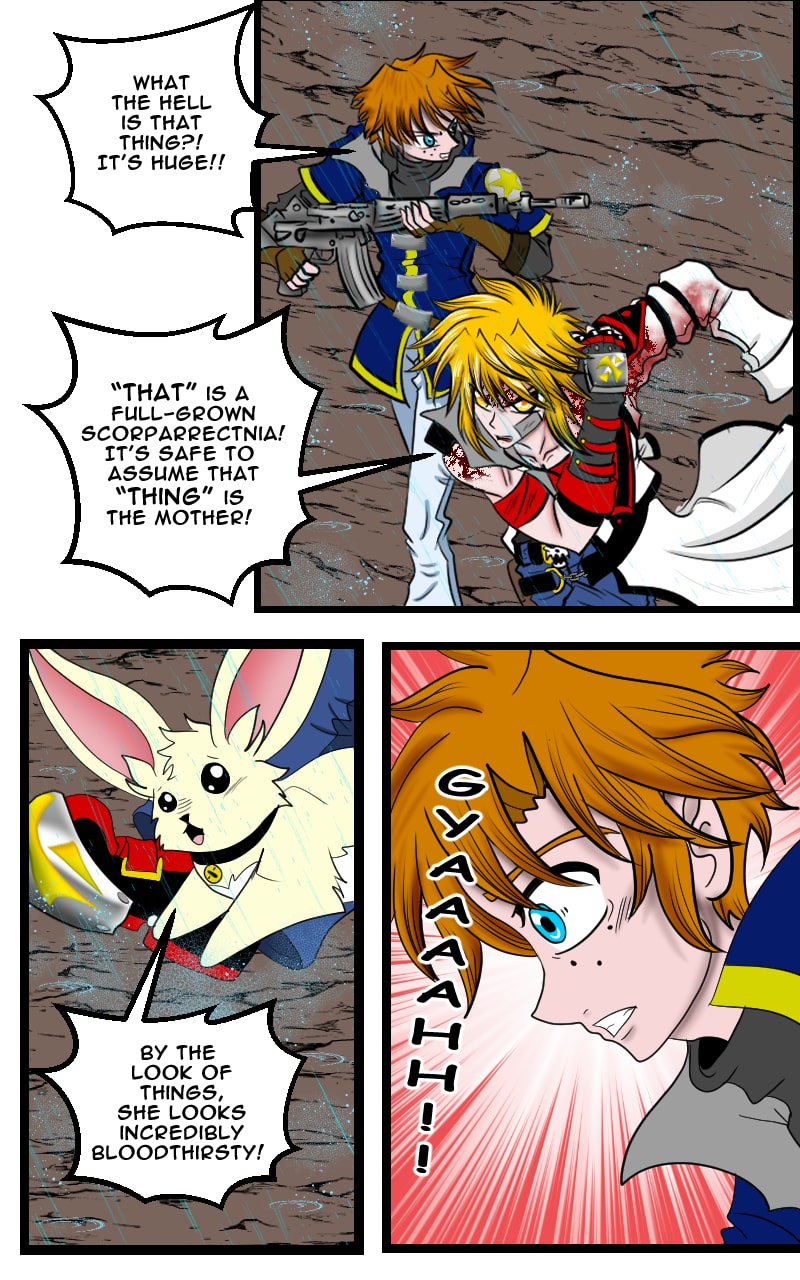 WHAT
THE HELL
IS THAT
THING?!
IT'S HUGE!!
"THAT" IS A
FULL-GROWN
SCORPARRECTNIA!
IT'S SAFE TO
ASSUME THAT
"THING" IS
THE MOTHER!
BY THE
LOOK OF
THINGS,
SHE LOOKS
INCREDIBLY
BLOODTHIRSTY!
GYAAAAHH!!